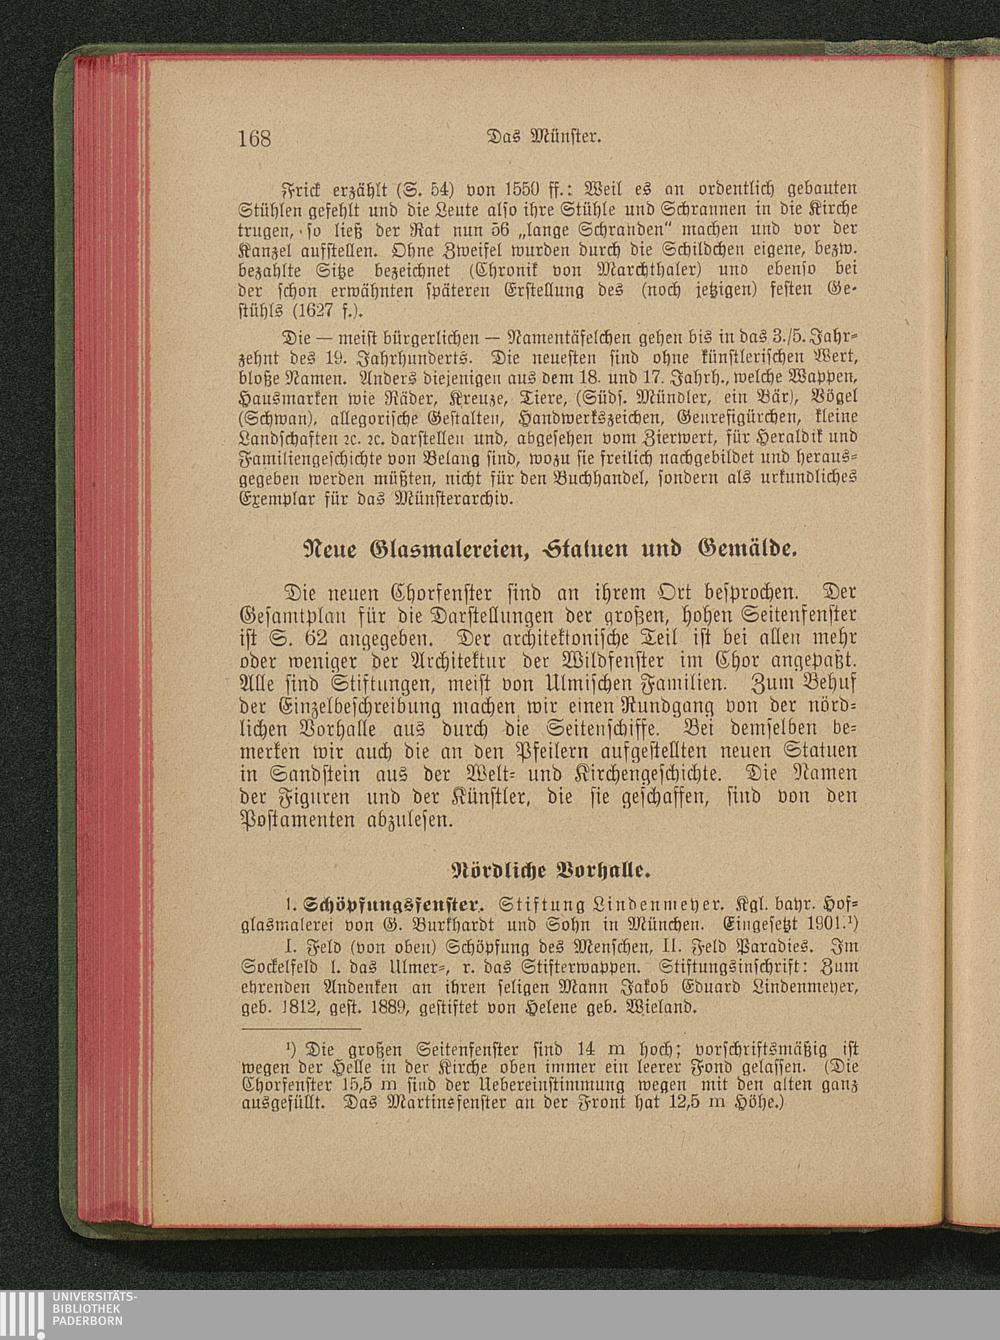 168
Das Münster.
Frick erzählt (S. 54) von 1550 ff.: Weil es an ordentlich gebauten
Stühlen gefehlt und die Leute also ihre Stühle und Schrannen in die Kirche
trugen, so ließ der Rat nun 56 „lange Schranden“ machen und vor der
Kanzel aufstellen. Ohne Zweifel wurden durch die Schildchen eigene, bezw.
bezahlte Sitze bezeichnet (Chronik von Marchthaler) und ebenso bei
der schon erwähnten späteren Erstellung des (noch jetzigen) festen Ge-
stühls (1627 f.).
Die — meist bürgerlichen — Namentäfelchen gehen bis in das 3./5. Jahr-
zehnt des 19. Jahrhunderts. Die neuesten sind ohne künstlerischen Wert,
bloße Namen. Anders diejenigen aus dem 18. und 17. Jahrh., welche Wappen,
Hausmarken wie Räder, Kreuze, Tiere, (Südf. Mündler, ein Bär), Vögel
(Schwan), allegorische Gestalten, Handwerkszeichen, Genrefigürchen, kleine
Landschaften ꝛc. ꝛc. darstellen und, abgesehen vom Zierwert, für Heraldik und
Familiengeschichte von Belang sind, wozu sie freilich nachgebildet und heraus-
gegeben werden müßten, nicht für den Buchhandel, sondern als urkundliches
Exemplar für das Münsterarchiv.
Neue Glasmalereien, Statuen und Gemälde.
Die neuen Chorfenster sind an ihrem Ort besprochen. Der
Gesamtplan für die Darstellungen der großen, hohen Seitenfenster
ist S. 62 angegeben. Der architektonische Teil ist bei allen mehr
oder weniger der Architektur der Wildfenster im Chor angepaßt.
Alle sind Stiftungen, meist von Ulmischen Familien. Zum Behuf
der Einzelbeschreibung machen wir einen Rundgang von der nörd-
lichen Vorhalle aus durch die Seitenschiffe. Bei demselben be-
merken wir auch die an den Pfeilern aufgestellten neuen Statuen
in Sandstein aus der Welt- und Kirchengeschichte. Die Namen
der Figuren und der Künstler, die sie geschaffen, sind von den
Postamenten abzulesen.
Nördliche Vorhalle.
1. Schöpfungsfenster. Stiftung Lindenmeyer. Kgl. bayr. Hof-
glasmalerei von G. Burkhardt und Sohn in München. Eingesetzt 1901.¹)
I. Feld (von oben) Schöpfung des Menschen, II. Feld Paradies. Im
Sockelfeld l. das Ulmer-, r. das Stifterwappen. Stiftungsinschrift: Zum
ehrenden Andenken an ihren seligen Mann Jakob Eduard Lindenmeyer,
geb. 1812, gest. 1889, gestiftet von Helene geb. Wieland.
¹) Die großen Seitenfenster sind 14 m hoch; vorschriftsmäßig ist
wegen der Helle in der Kirche oben immer ein leerer Fond gelassen. (Die
Chorfenster 15,5 m sind der Uebereinstimmung wegen mit den alten ganz
ausgefüllt. Das Martinsfenster an der Front hat 12,5 m Höhe.)
UNIVERSITÄTS-
BIBLIOTHEK
PADERBORN